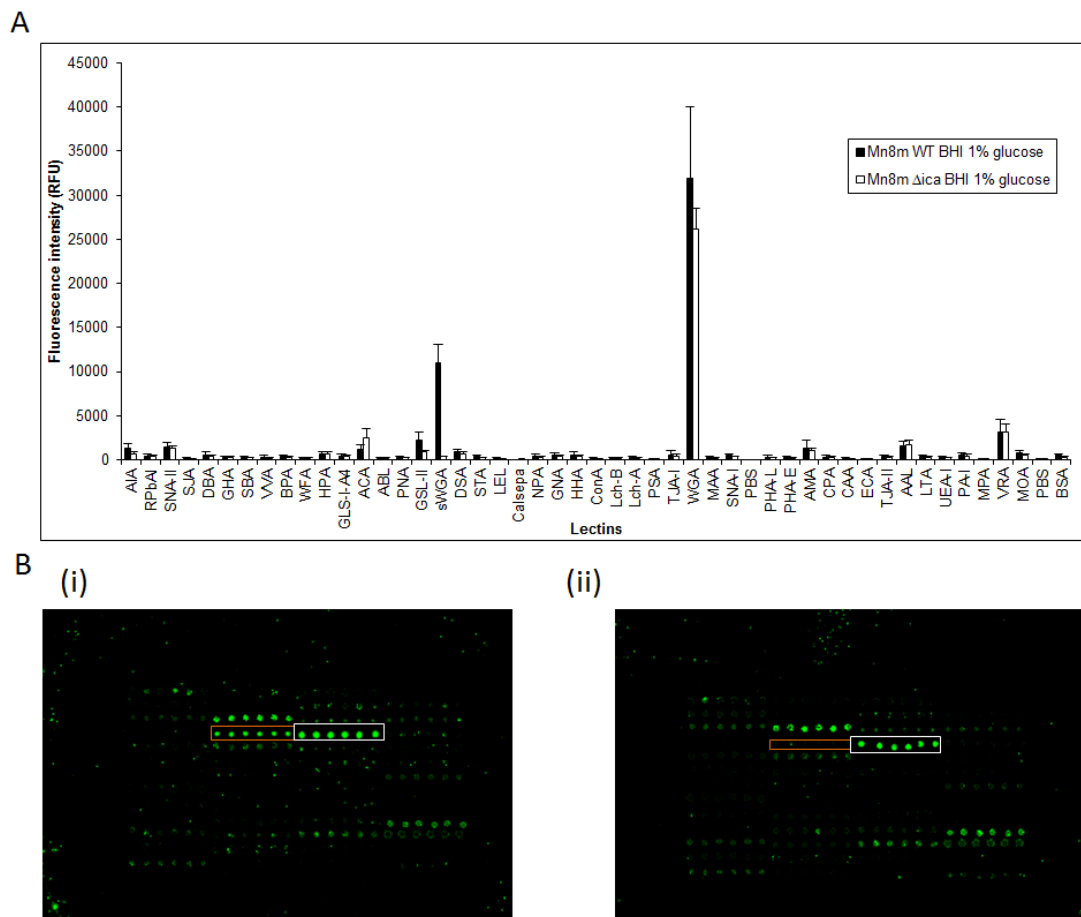 A
45000
40000
35000
30000
25000
20000
15000
10000
5000
0
Fluorescence intensity (RFU)
Mn8m WT BHI 1% glucose
Mn8m Δica BHI 1% glucose
AIA
RPbAI
SNA-II
SJA
DBA
GHA
SBA
VVA
BPA
WFA
HPA
GLS-I-A4
ACA
ABL
PNA
GSL-II
sWGA
DSA
STA
LEL
Calsepa
NPA
GNA
HHA
ConA
Lch-B
Lch-A
PSA
TJA-I
WGA
MAA
SNA-I
PBS
PHA-L
PHA-E
AMA
CPA
CAA
ECA
TJA-II
AAL
LTA
UEA-I
PA-I
MPA
VRA
MOA
PBS
BSA
Lectins
B
(i)
(ii)